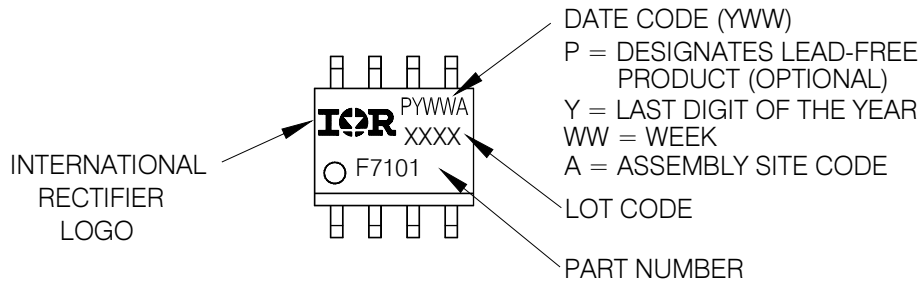 DATE CODE (YWW)
P = DESIGNATES LEAD-FREE
PRODUCT (OPTIONAL)
Y = LAST DIGIT OF THE YEAR
WW = WEEK
A = ASSEMBLY SITE CODE
LOT CODE
PART NUMBER
INTERNATIONAL
RECTIFIER
LOGO
IOR
PYWWA
XXXX
F7101